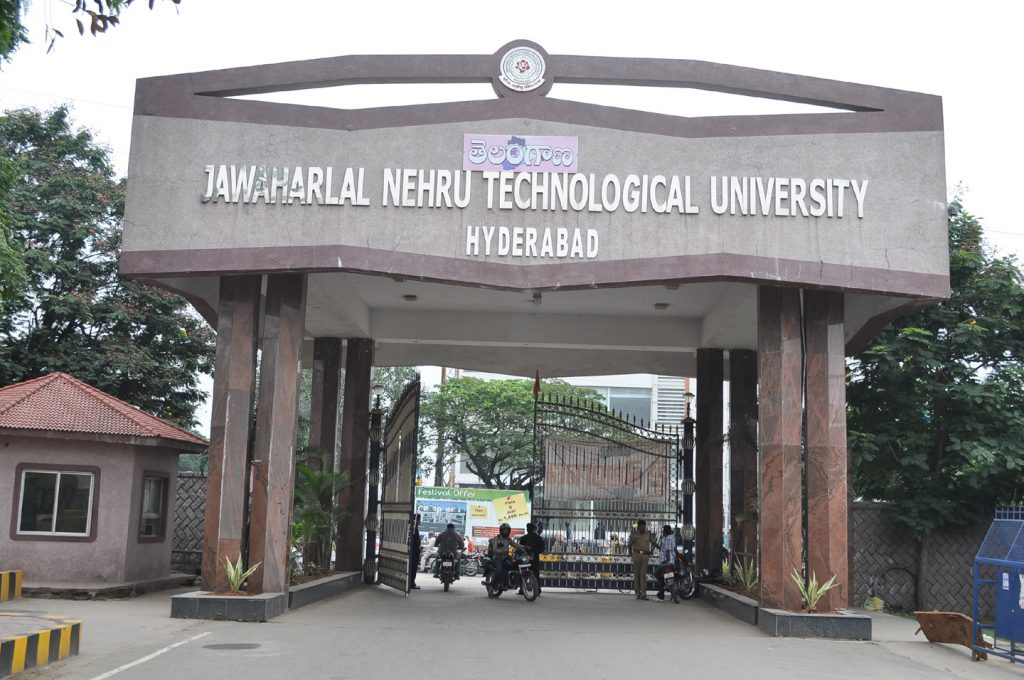 తెలంగాణ
JAWAHARLAL NEHRU TECHNOLOGICAL UNIVERSITY
HYDERABAD
Festival Offer